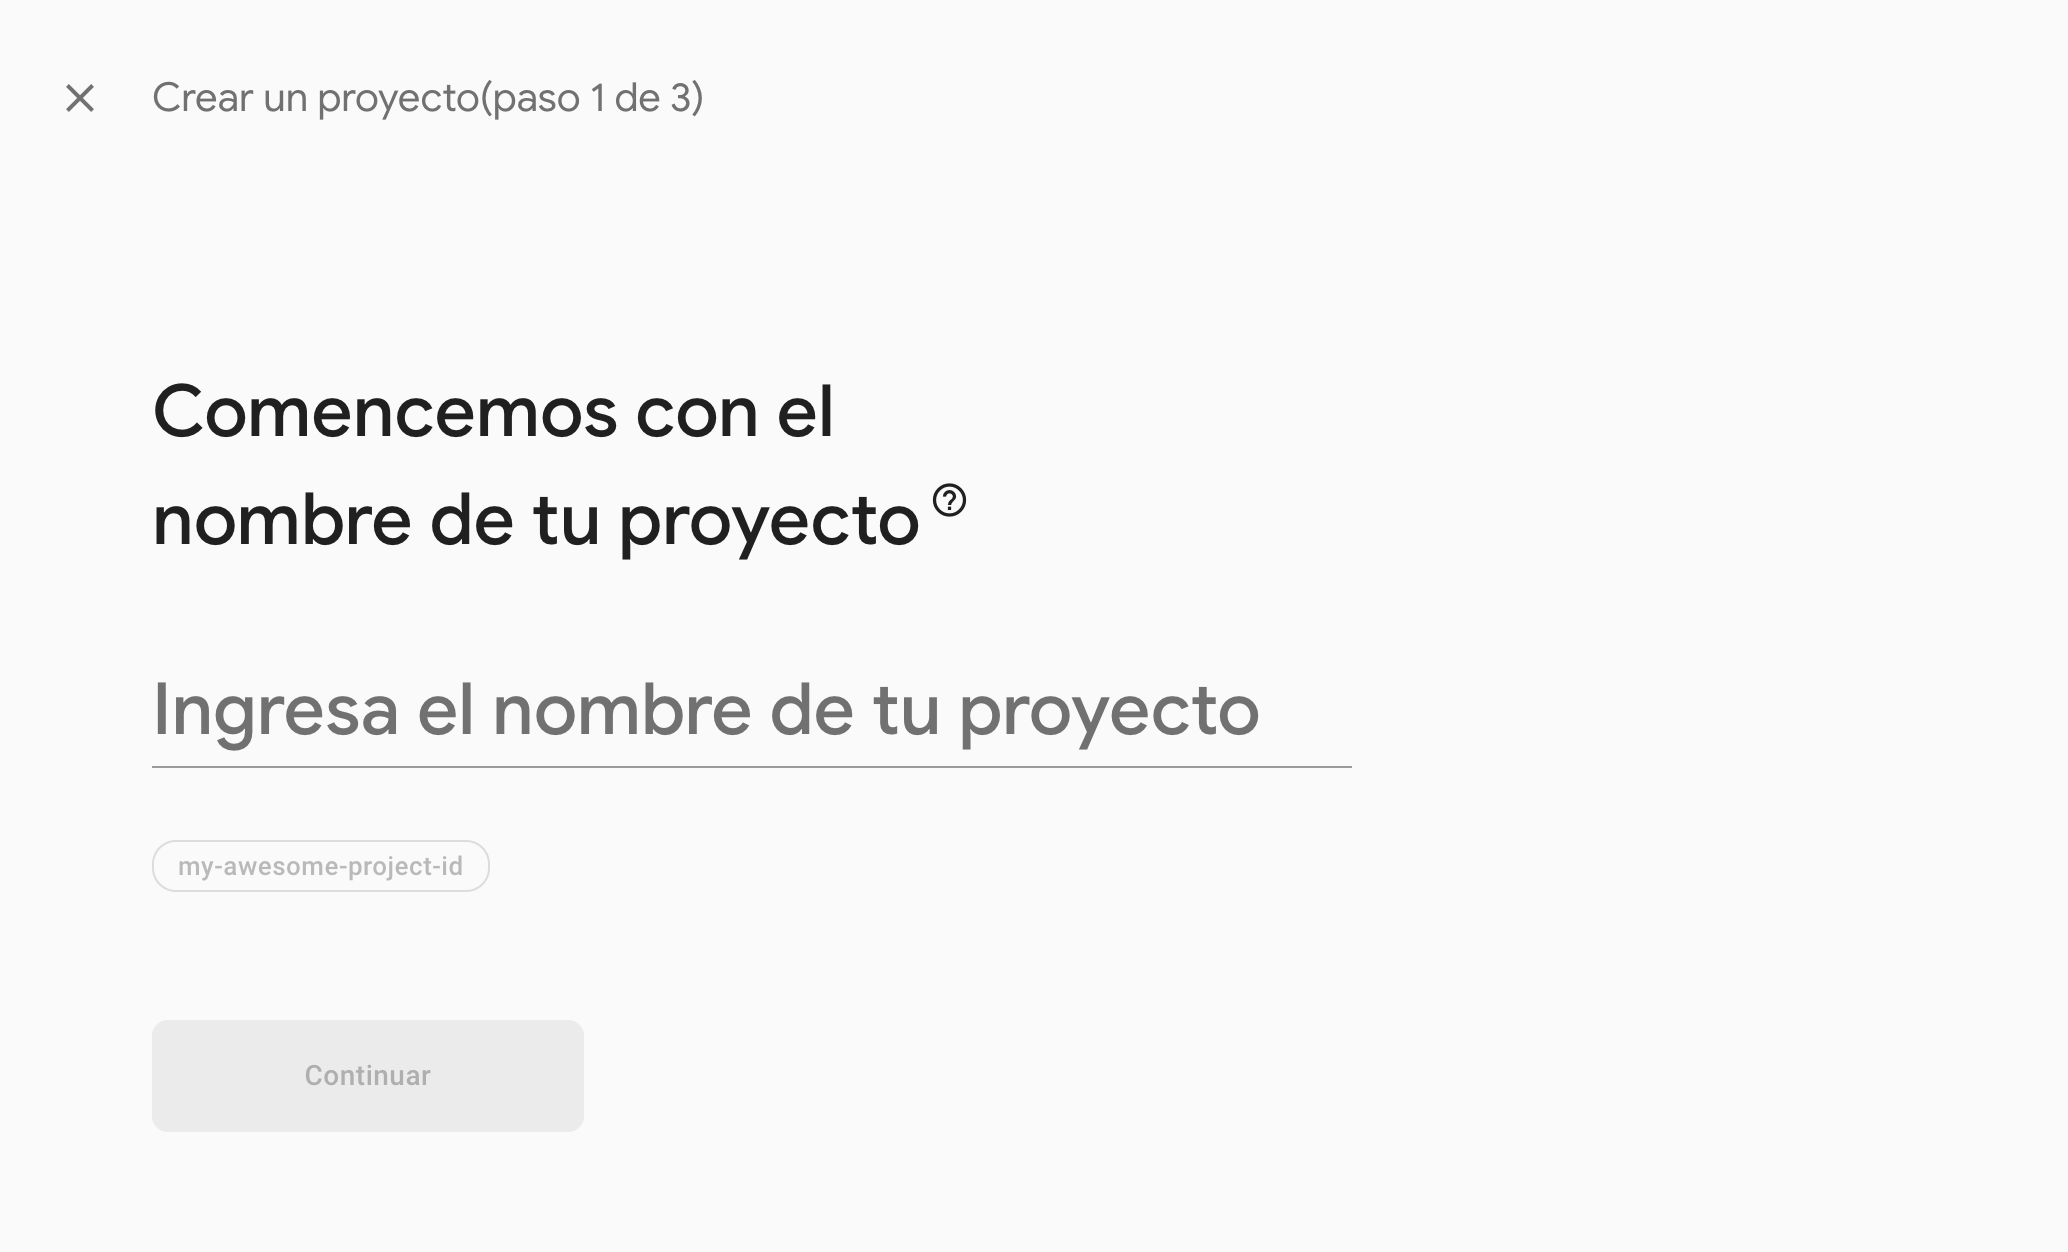 Crear un proyecto(paso 1 de 3)
Comencemos con el
nombre de tu proyecto
Ingresa el nombre de tu proyecto
my-awesome-project-id
Continuar